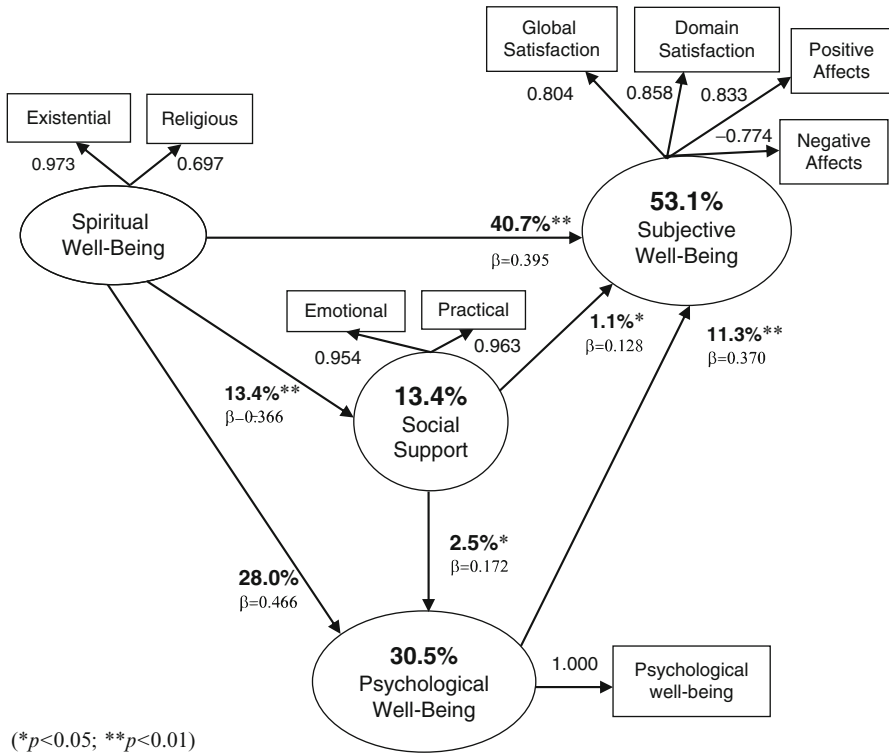 Global
Satisfaction
Domain
Satisfaction
Positive
Affects
0.804
0.858
0.833
−0.774
Negative
Affects
Existential
Religious
0.973
0.697
Spiritual
Well-Being
53.1%
Subjective
Well-Being
40.7%**
β=0.395
Emotional
Practical
0.954
0.963
1.1%*
β=0.128
11.3%**
β=0.370
13.4%**
β=0.366
13.4%
Social
Support
2.5%*
β=0.172
28.0%
β=0.466
30.5%
Psychological
Well-Being
1.000
Psychological
well-being
(*p<0.05; **p<0.01)